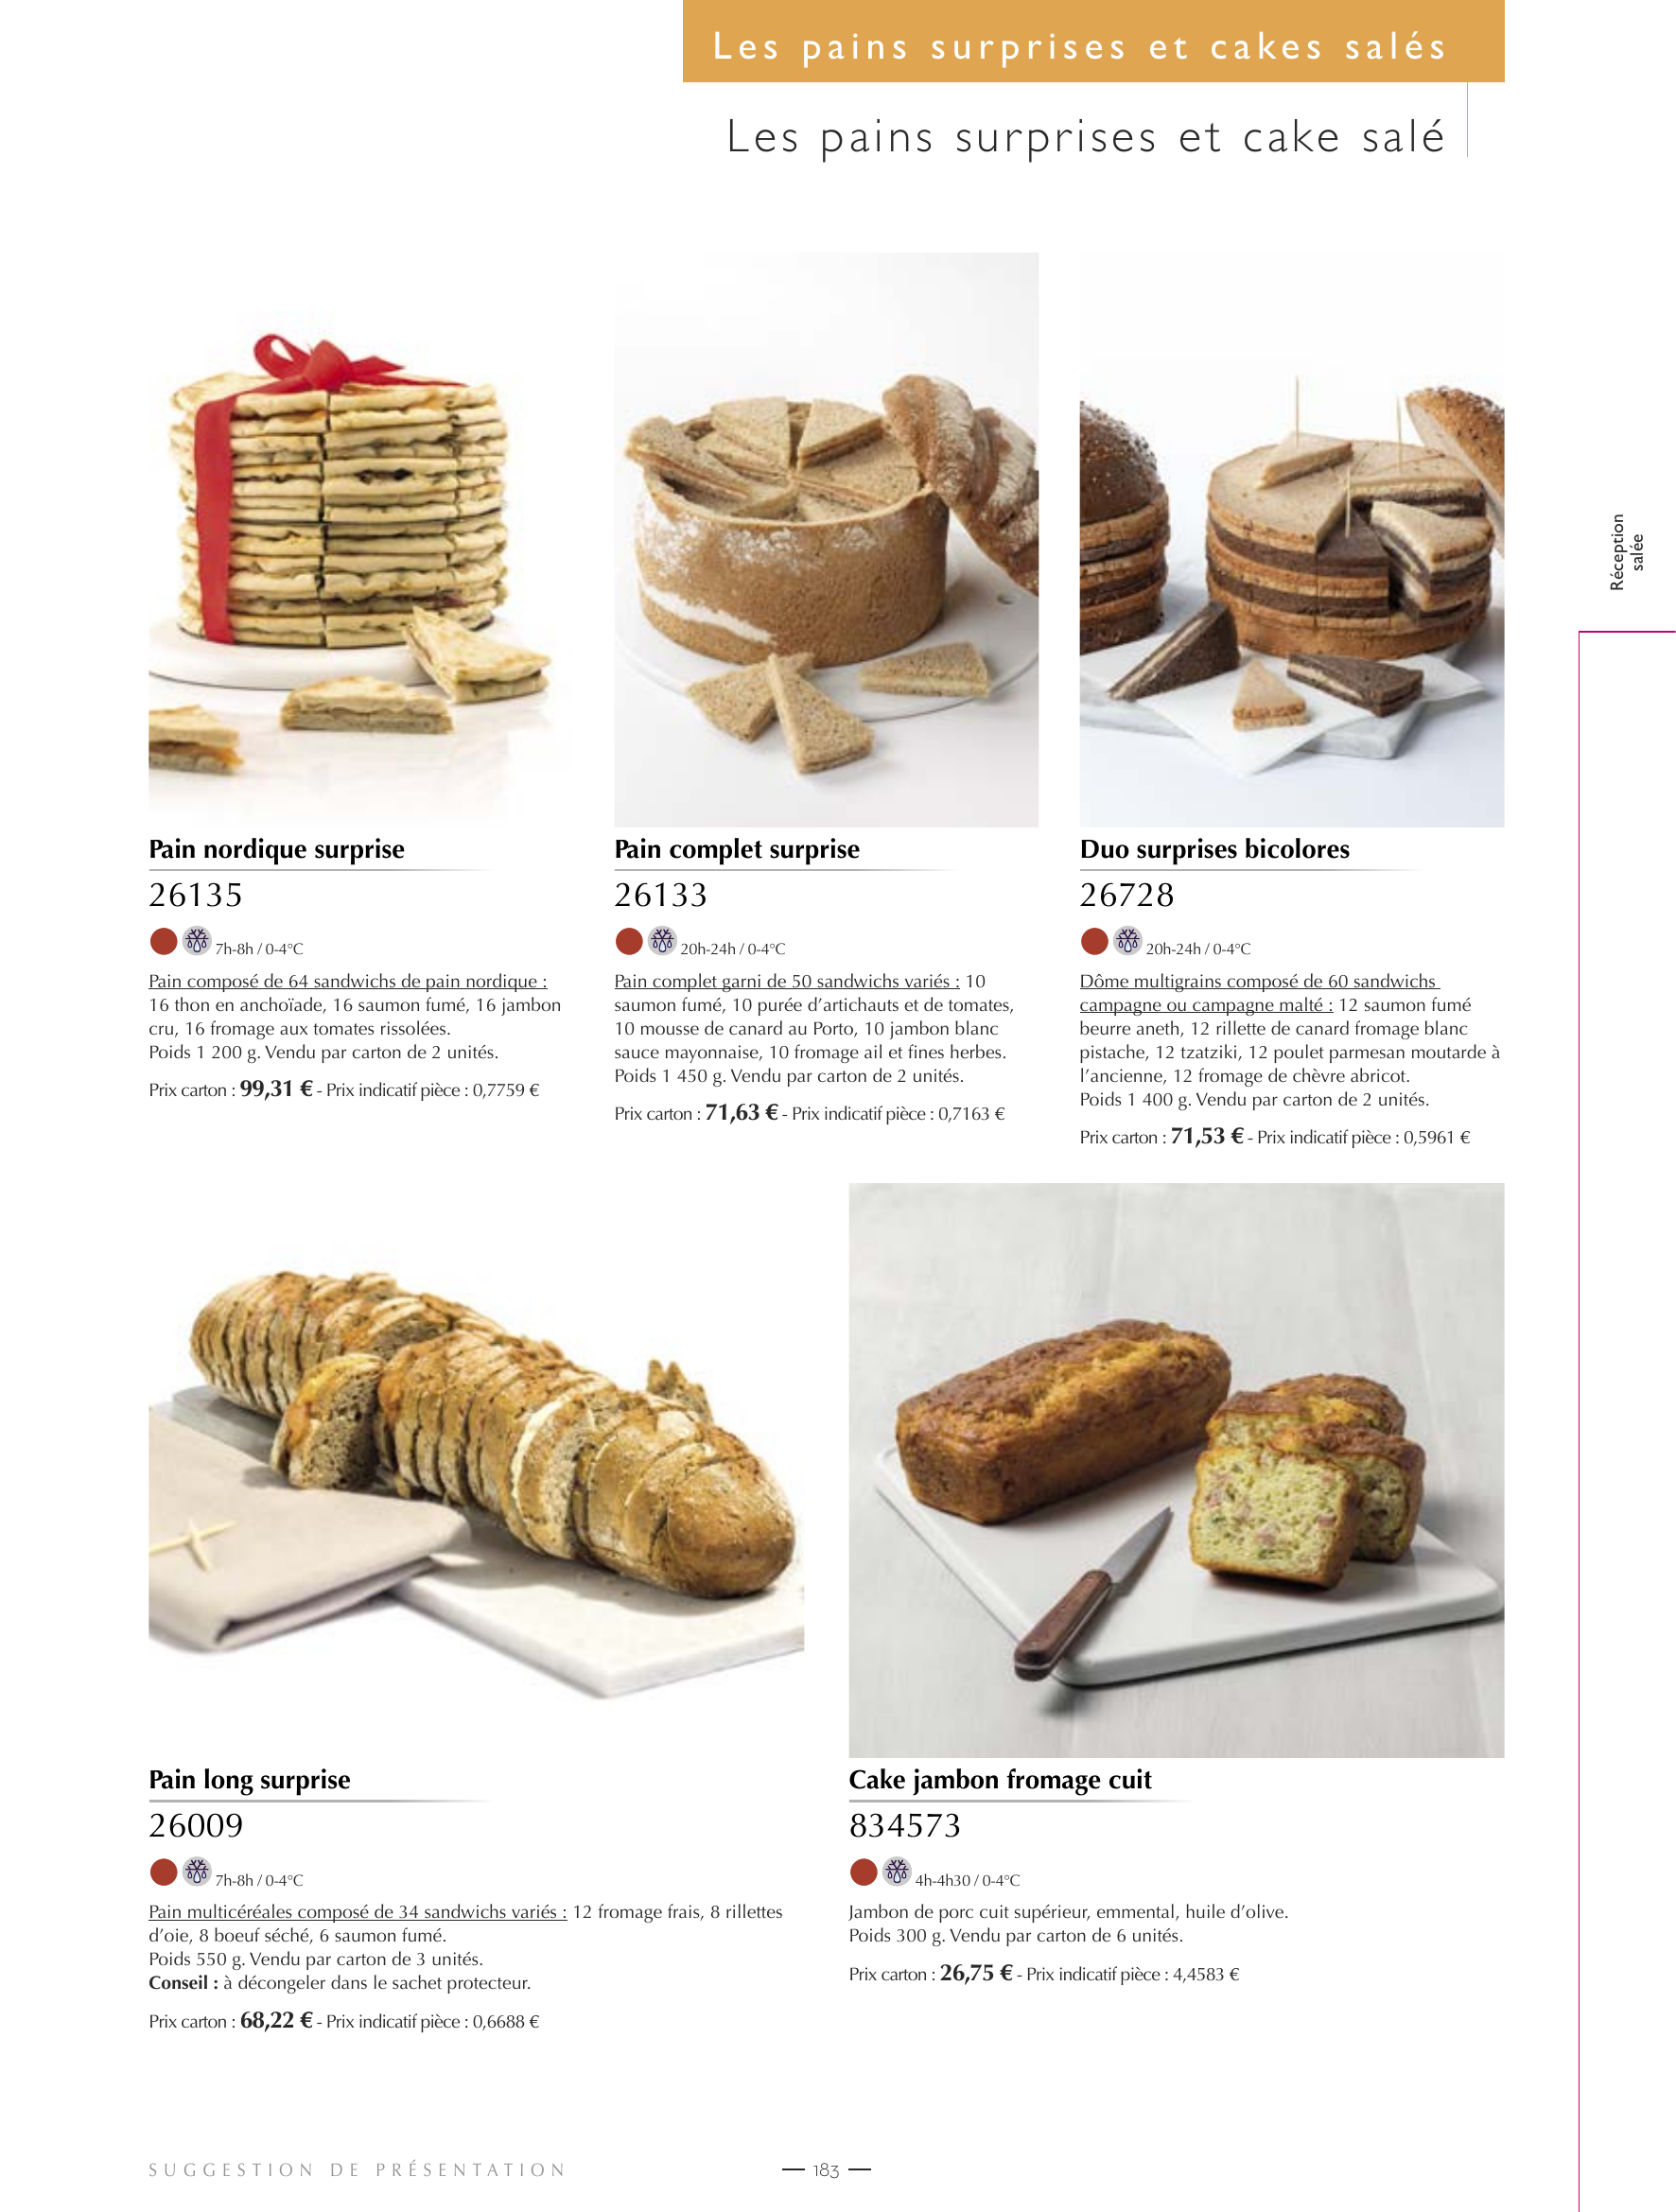 Les pains surprises et cakes salés
Les pains surprises et cake salé
Réception
salée
Pain nordique surprise
26135
7h-8h / 0-4°C
Pain composé de 64 sandwichs de pain nordique :
16 thon en anchoïade, 16 saumon fumé, 16 jambon
cru, 16 fromage aux tomates rissolées.
Poids 1 200 g. Vendu par carton de 2 unités.
Prix carton : 99,31 € - Prix indicatif pièce : 0,7759 €
Pain complet surprise
26133
20h-24h / 0-4°C
Pain complet garni de 50 sandwichs variés : 10
saumon fumé, 10 purée d’artichauts et de tomates,
10 mousse de canard au Porto, 10 jambon blanc
sauce mayonnaise, 10 fromage ail et fines herbes.
Poids 1 450 g. Vendu par carton de 2 unités.
Prix carton : 71,63 € - Prix indicatif pièce : 0,7163 €
Duo surprises bicolores
26728
20h-24h / 0-4°C
Dôme multigrains composé de 60 sandwichs
campagne ou campagne malté : 12 saumon fumé
beurre aneth, 12 rillette de canard fromage blanc
pistache, 12 tzatziki, 12 poulet parmesan moutarde à
l’ancienne, 12 fromage de chèvre abricot.
Poids 1 400 g. Vendu par carton de 2 unités.
Prix carton : 71,53 € - Prix indicatif pièce : 0,5961 €
Pain long surprise
26009
7h-8h / 0-4°C
Pain multicéréales composé de 34 sandwichs variés : 12 fromage frais, 8 rillettes
d’oie, 8 boeuf séché, 6 saumon fumé.
Poids 550 g. Vendu par carton de 3 unités.
Conseil : à décongeler dans le sachet protecteur.
Prix carton : 68,22 € - Prix indicatif pièce : 0,6688 €
Cake jambon fromage cuit
834573
4h-4h30 / 0-4°C
Jambon de porc cuit supérieur, emmental, huile d’olive.
Poids 300 g. Vendu par carton de 6 unités.
Prix carton : 26,75 € - Prix indicatif pièce : 4,4583 €
SUGGESTION DE PRÉSENTATION
— 183 —